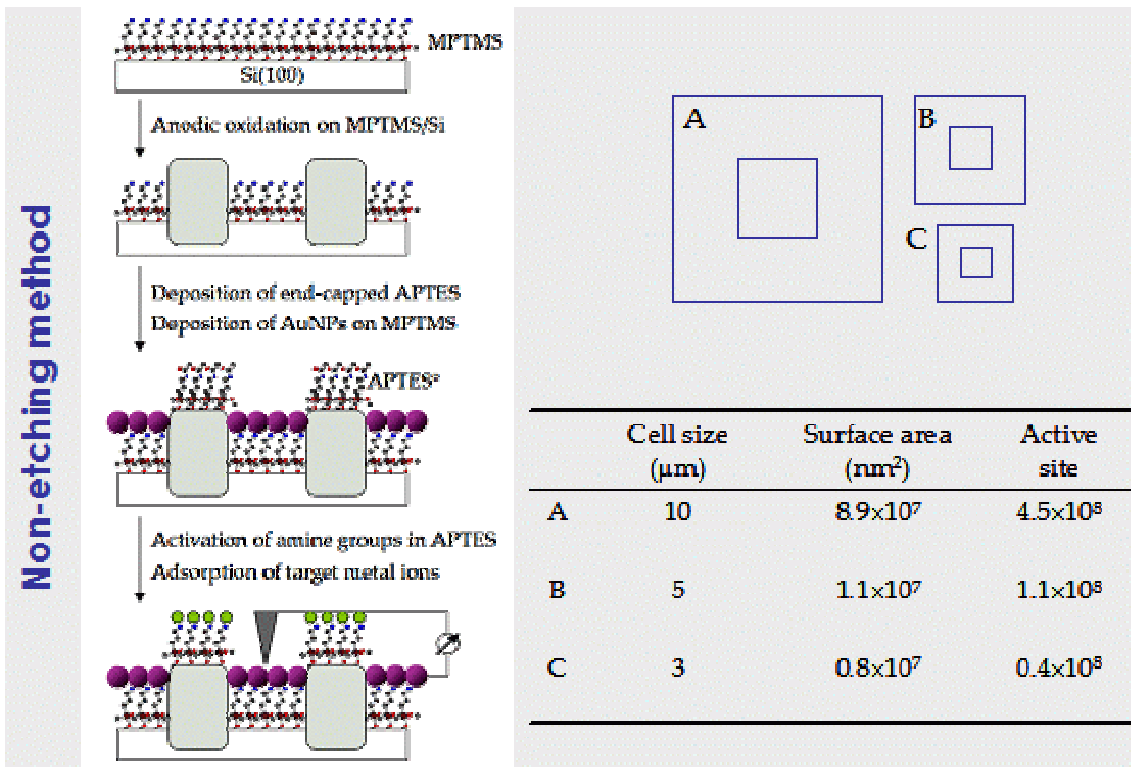 Non-etching method
MPTMS
Si(100)
Anodic oxidation on MPTMS/Si
Deposition of end-capped APTES
Deposition of AuNPs on MPTMS
APTES*
Activation of amine groups in APTES
Adsorption of target metal ions
A
B
C
Cell size Surface area Active
(µm) (nm²) site
A 10 8.9×10⁷ 4.5×10⁸
B 5 1.1×10⁷ 1.1×10⁸
C 3 0.8×10⁷ 0.4×10⁸